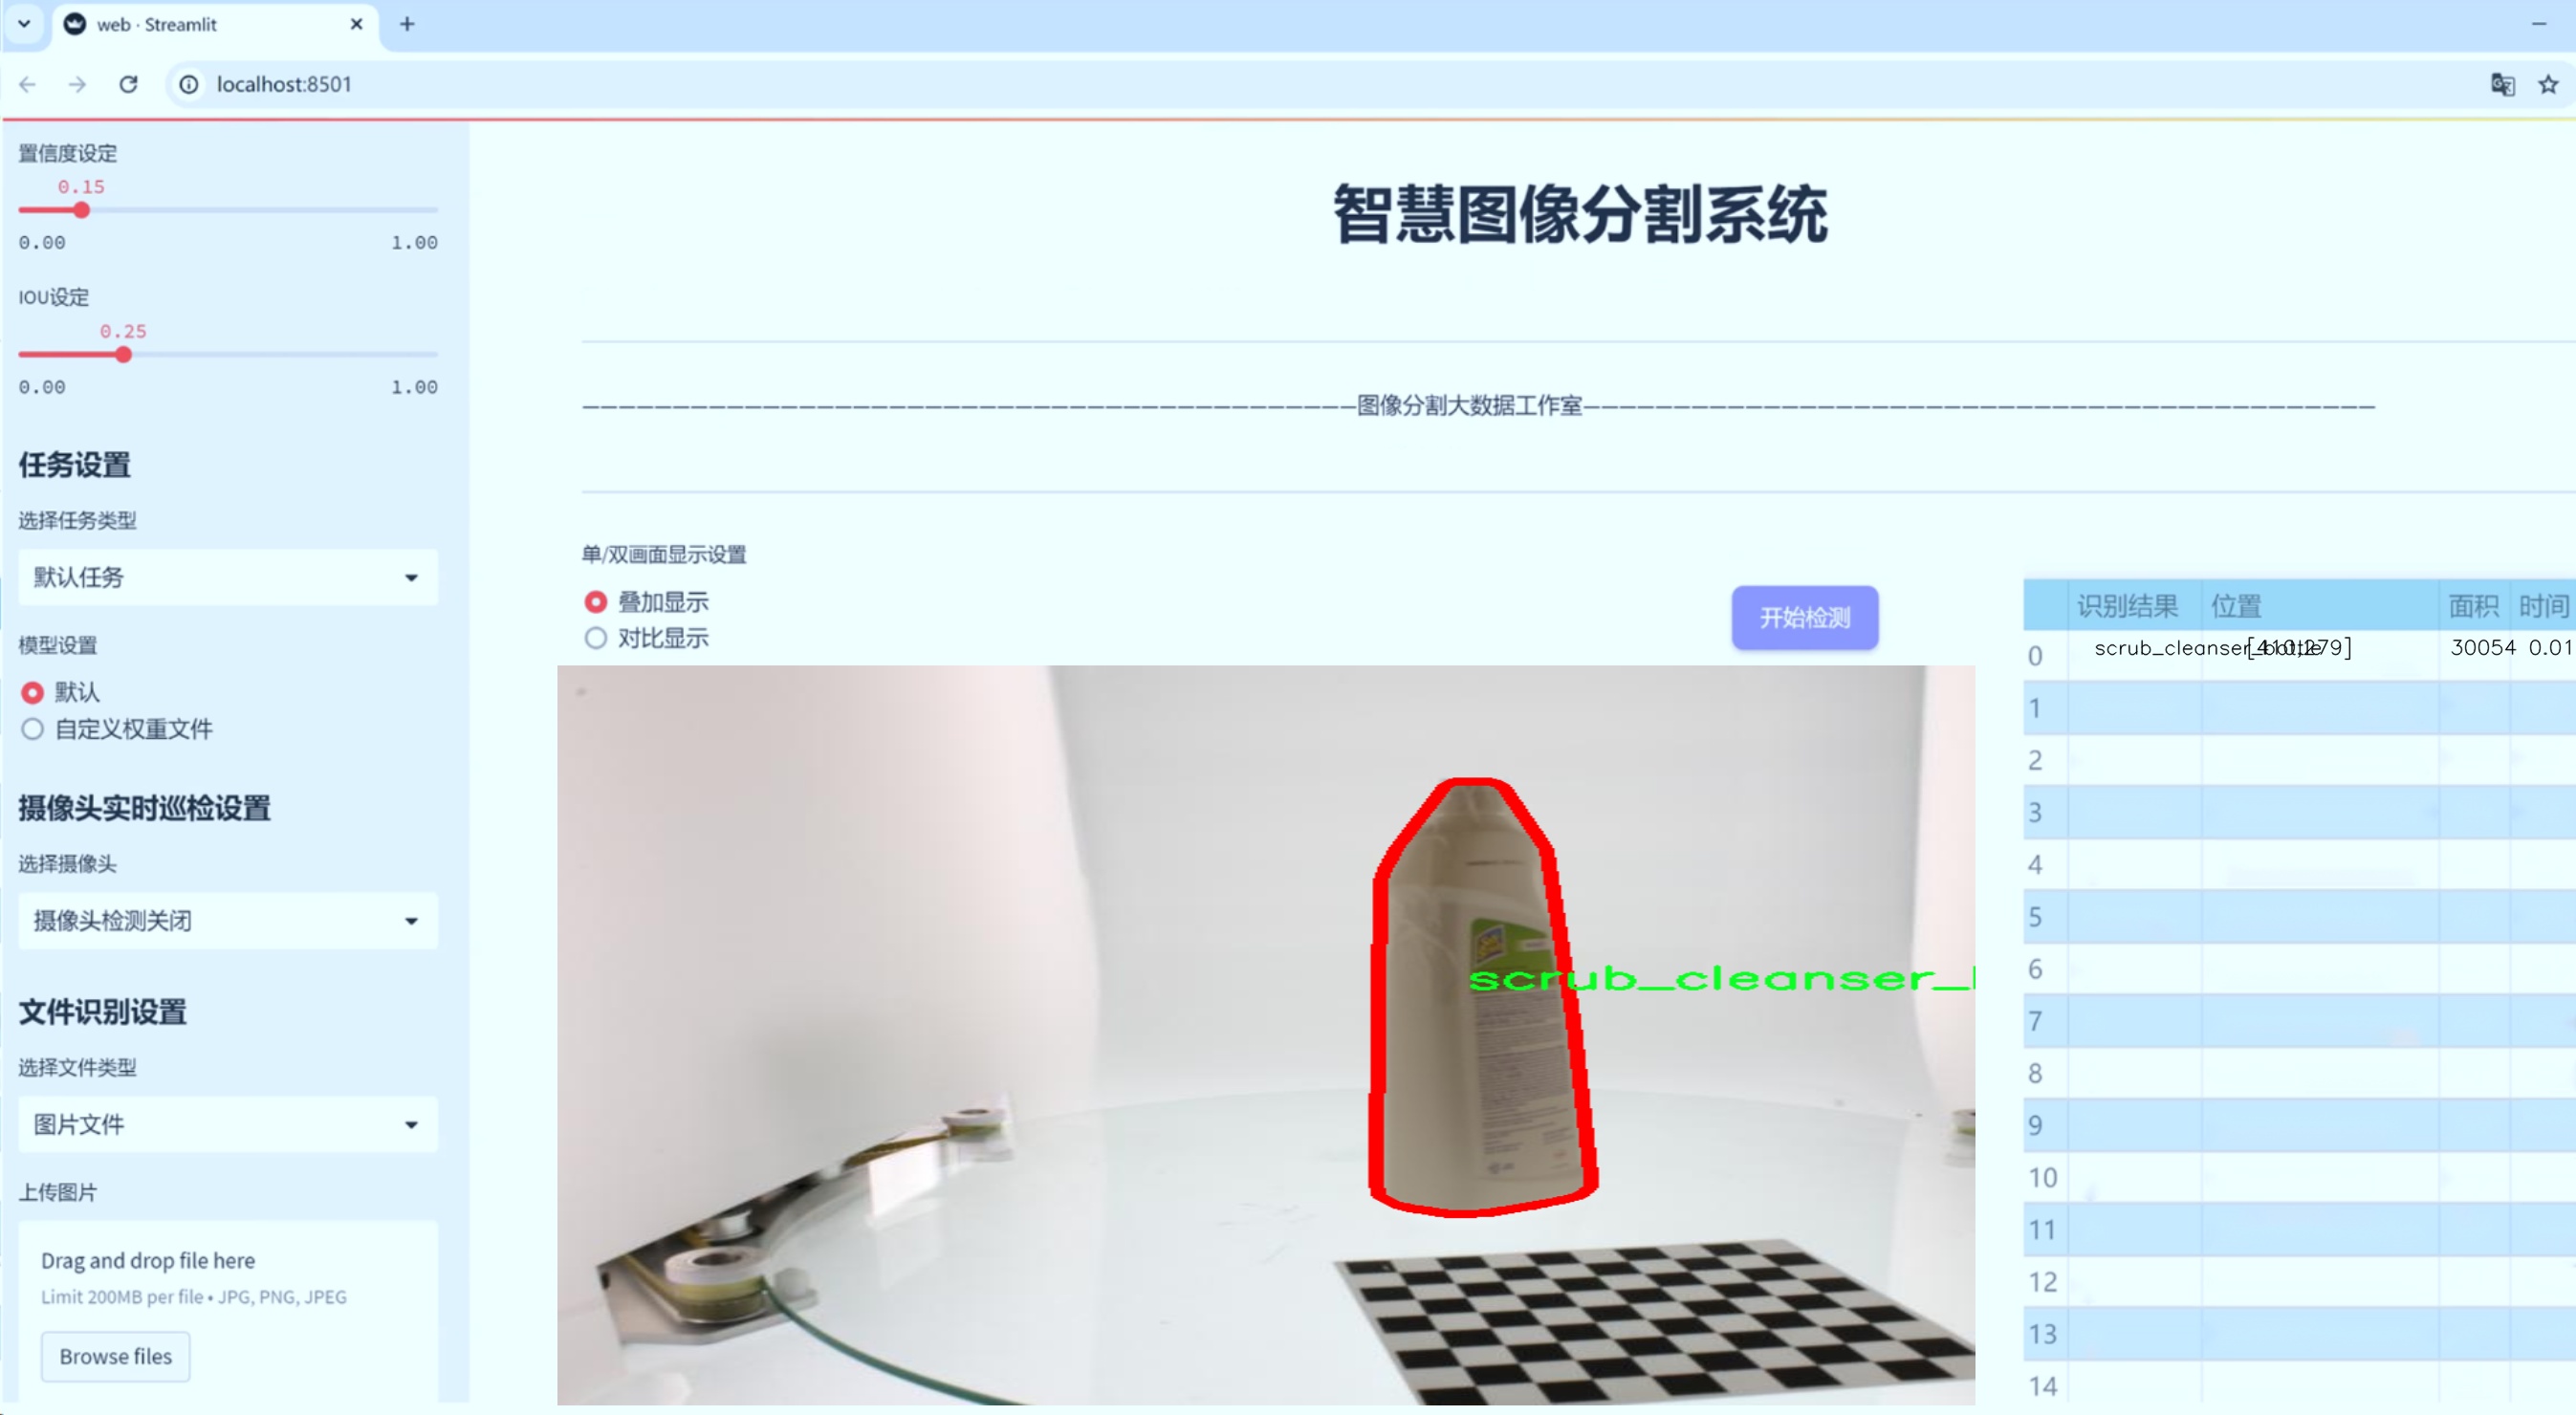 web · Streamlit
localhost:8501
置信度设定
0.15
0.00 1.00
IOU设定
0.25
0.00 1.00
任务设置
选择任务类型
默认任务
模型设置
默认
自定义权重文件
摄像头实时巡检设置
选择摄像头
摄像头检测关闭
文件识别设置
选择文件类型
图片文件
上传图片
Drag and drop file here
Limit 200MB per file • JPG, PNG, JPEG
Browse files
智慧图像分割系统
图像分割大数据工作室
单/双画面显示设置
叠加显示
对比显示
开始检测
scrub_cleanser_
识别结果 位置 面积 时间
0 scrub_cleanser_bottle [410,279] 30054 0.01
1
2
3
4
5
6
7
8
9
10
11
12
13
14